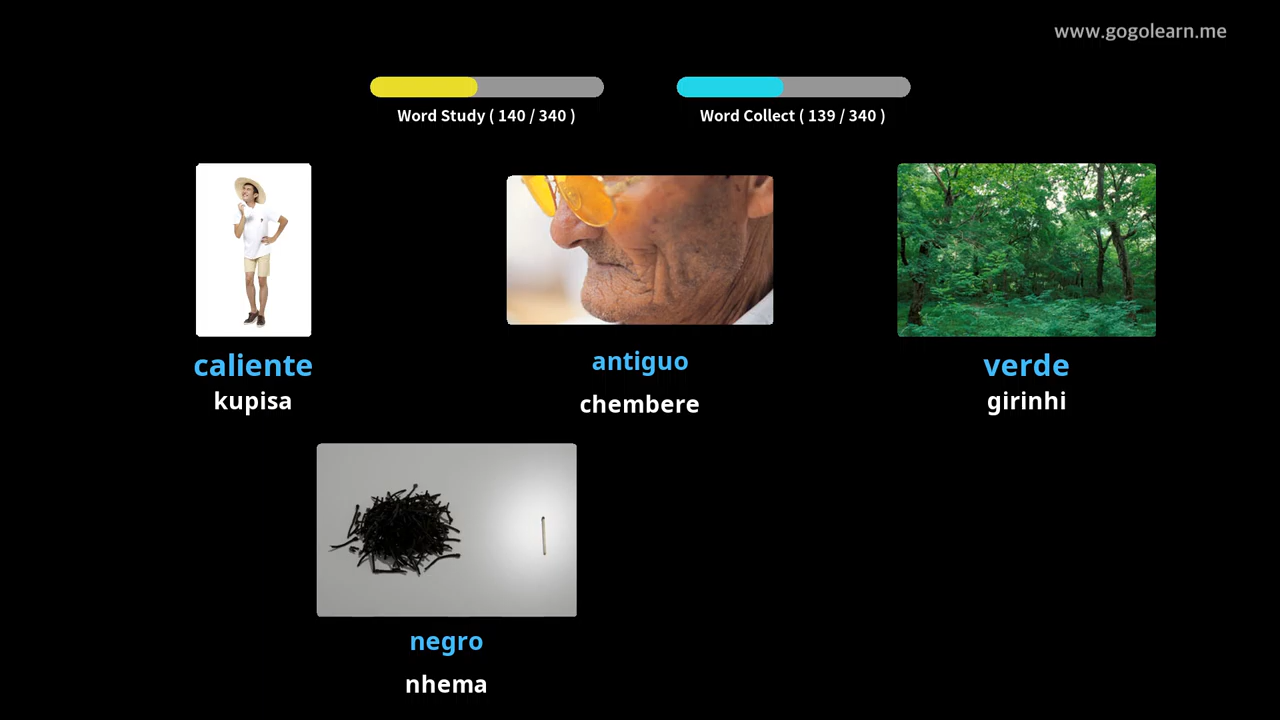 www.gogolearn.me
Word Study ( 140 / 340 )
Word Collect ( 139 / 340 )
caliente
kupisa
antiguo
chembere
verde
girinhi
negro
nhema